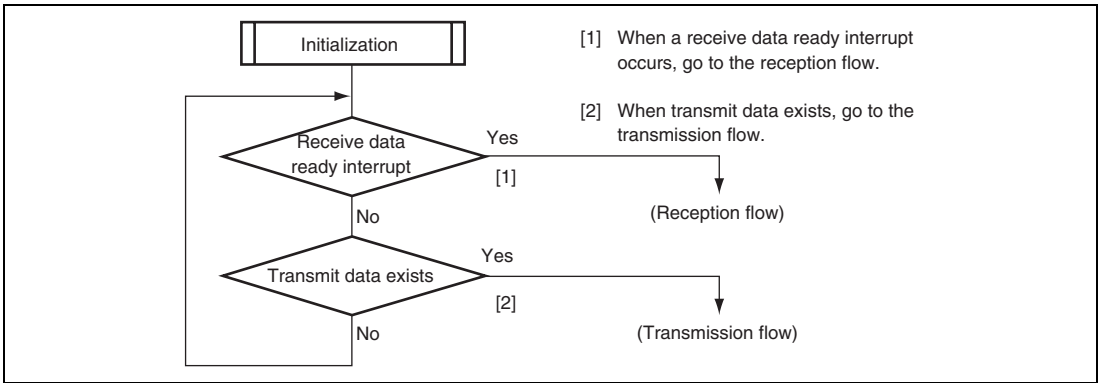 Initialization
[1] When a receive data ready interrupt
occurs, go to the reception flow.
[2] When transmit data exists, go to the
transmission flow.
Receive data
ready interrupt
Yes
[1]
(Reception flow)
No
Transmit data exists
Yes
[2]
(Transmission flow)
No